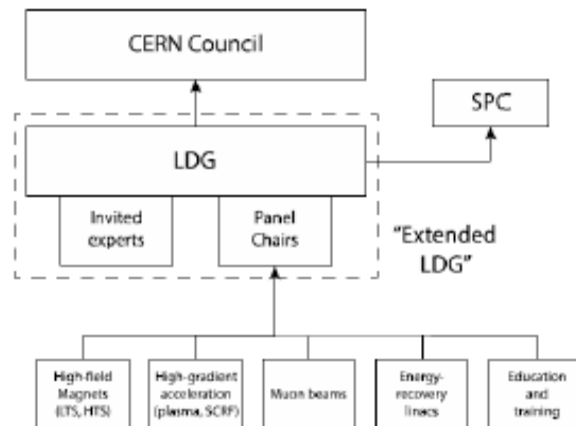 CERN Council
SPC
LDG
Invited
experts
Panel
Chairs
"Extended
LDG"
High-field
Magnets
(LTS, HTS)
High-gradient
acceleration
(plasma, SCRF)
Muon beams
Energy-
recovery
linacs
Education
and
training